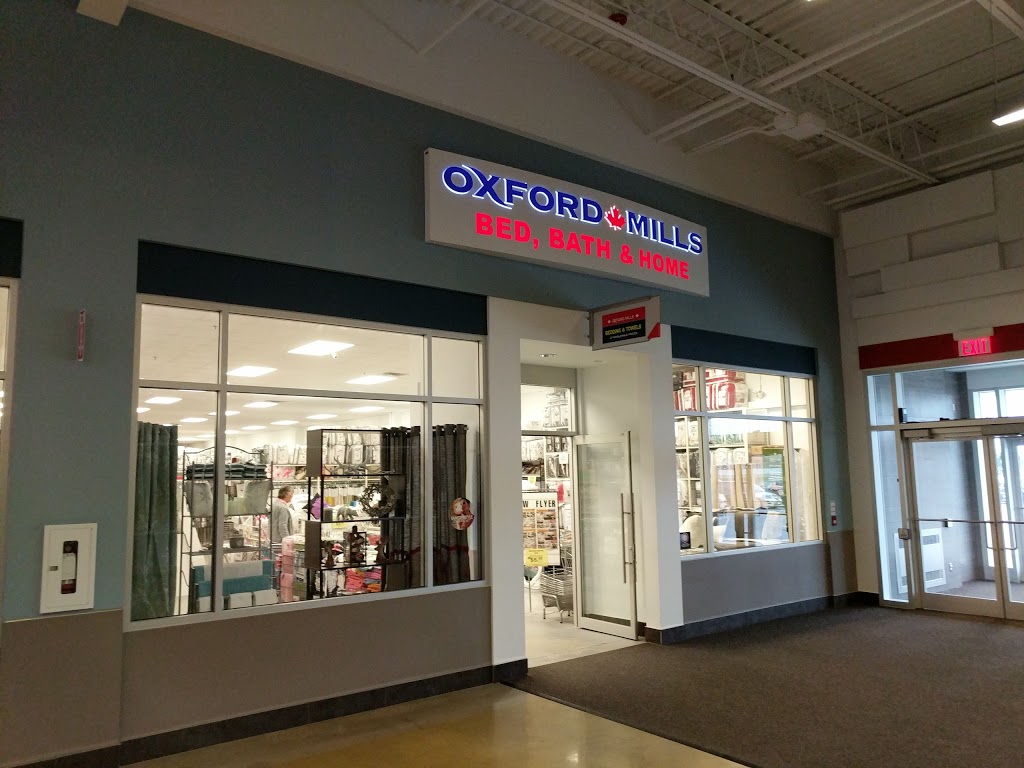 OXFORD MILLS
BED, BATH & HOME
BEDDING & TOWELS
EXIT
FLYER